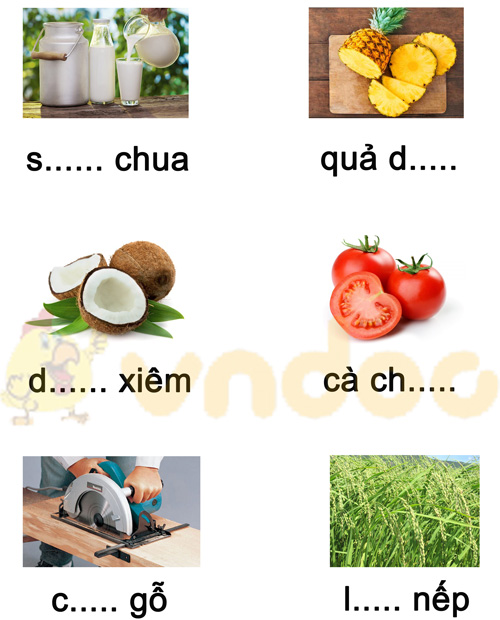 s...... chua
quả d.....
d...... xiêm
cà ch.....
vndoc
c..... gỗ
l..... nếp